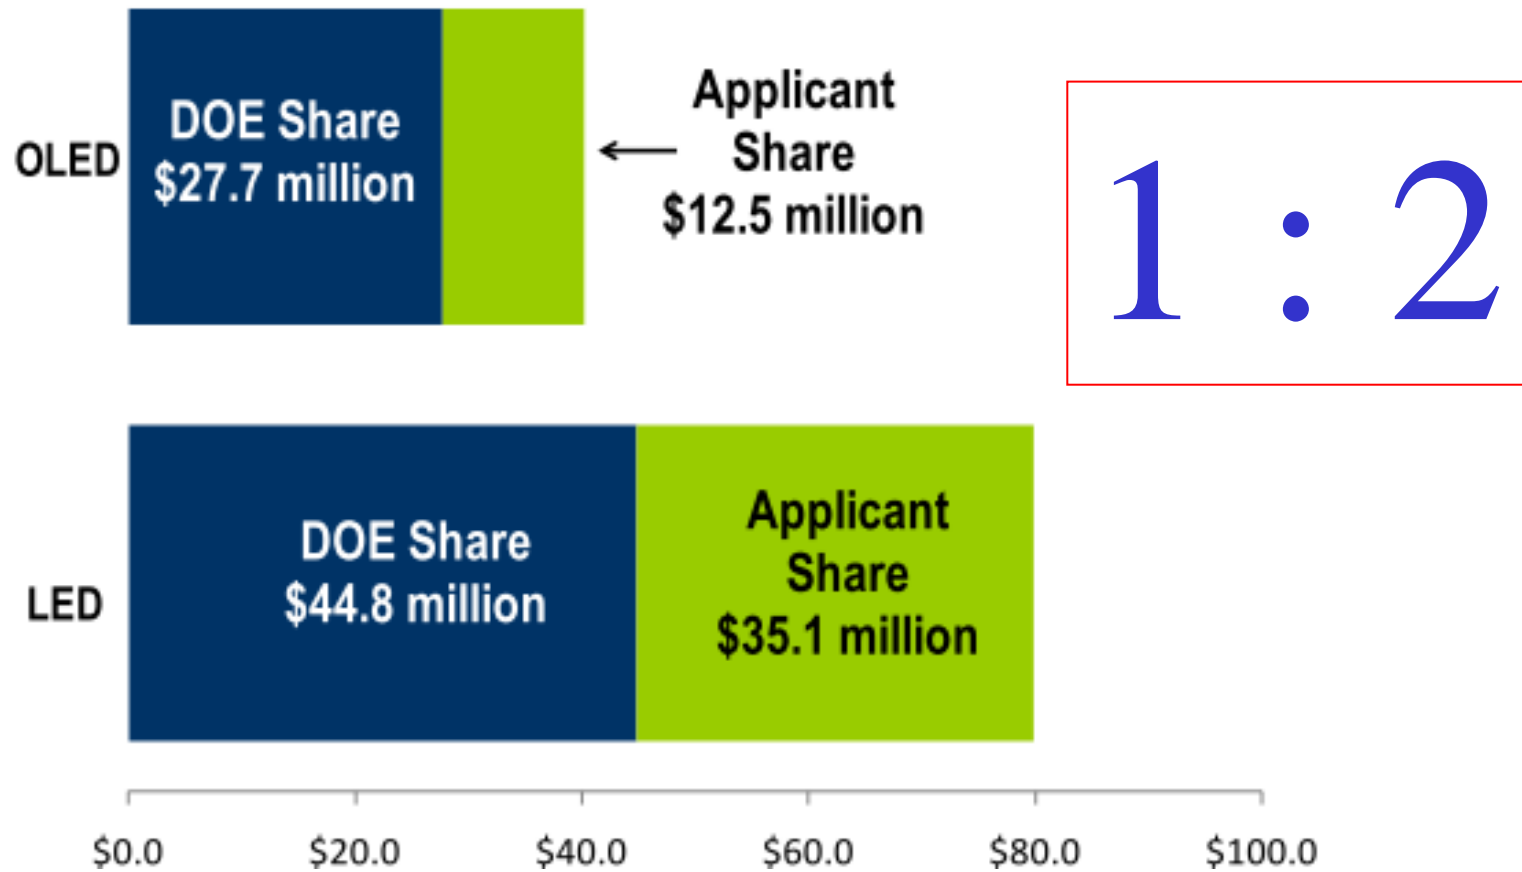 OLED
DOE Share
$27.7 million
Applicant
Share
$12.5 million
1 : 2
LED
DOE Share
$44.8 million
Applicant
Share
$35.1 million
$0.0 $20.0 $40.0 $60.0 $80.0 $100.0